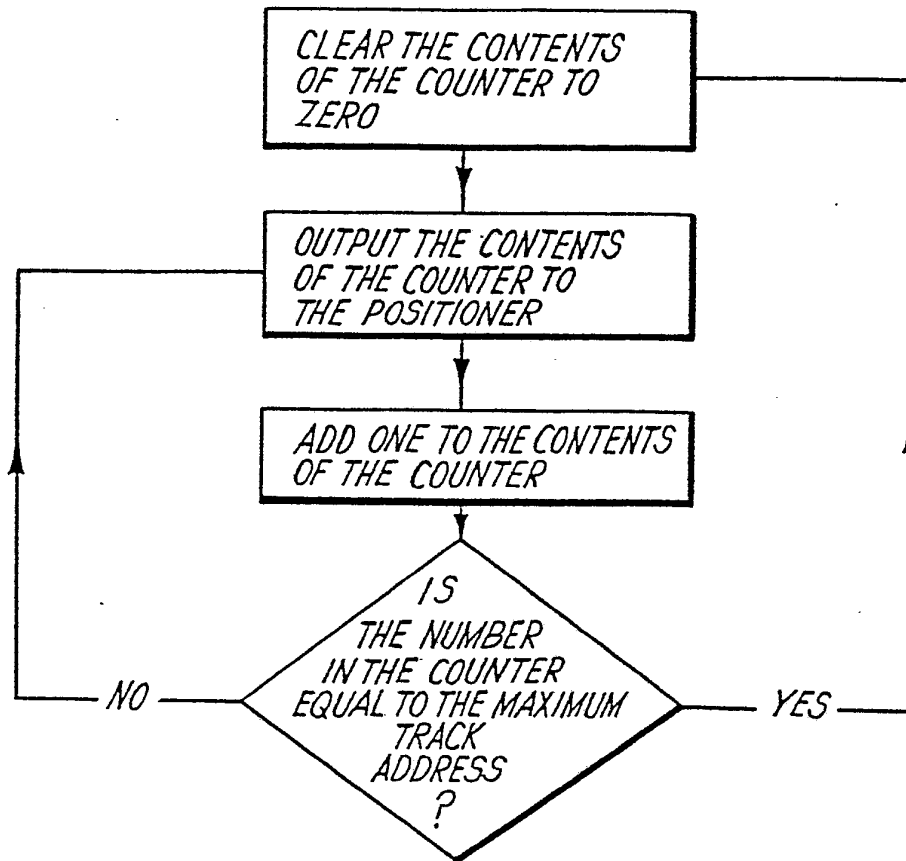 CLEAR THE CONTENTS
OF THE COUNTER TO
ZERO
OUTPUT THE CONTENTS
OF THE COUNTER TO
THE POSITIONER
ADD ONE TO THE CONTENTS
OF THE COUNTER
IS
THE NUMBER
IN THE COUNTER
EQUAL TO THE MAXIMUM
TRACK
ADDRESS
?
NO
YES